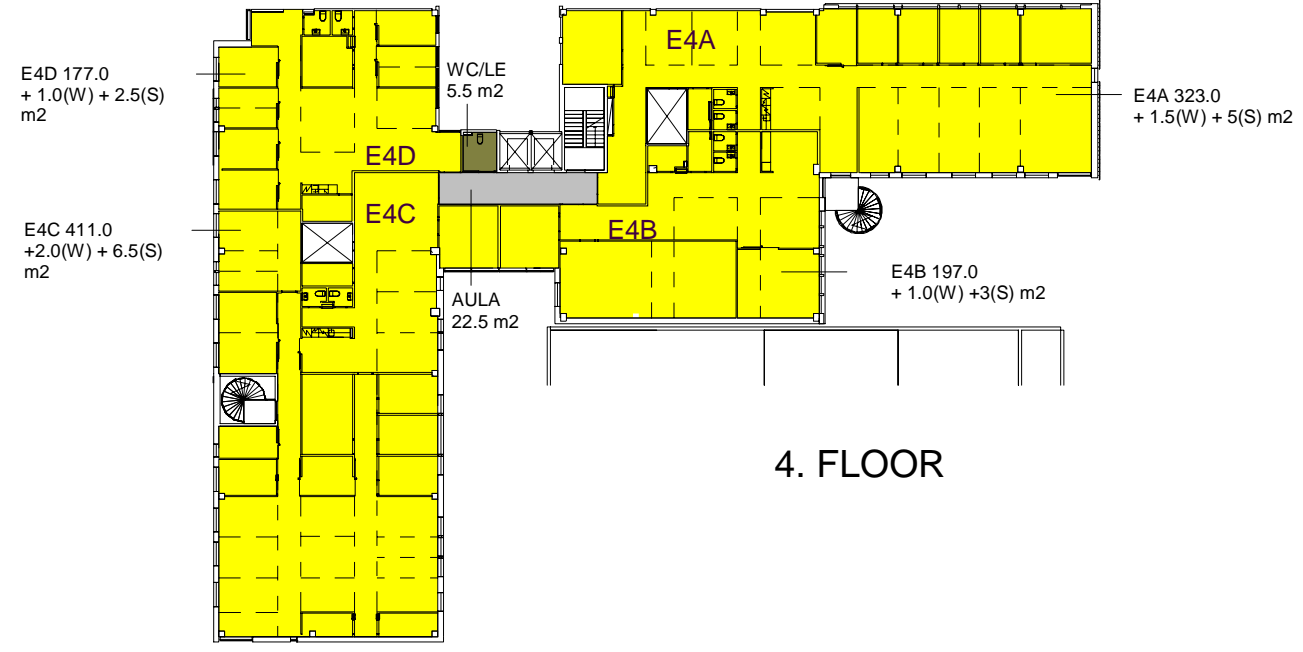 E4A
WC/LE
5.5 m2
E4D 177.0
+ 1.0(W) + 2.5(S)
m2
E4A 323.0
+ 1.5(W) + 5(S) m2
E4D
E4C
E4B
E4C 411.0
+2.0(W) + 6.5(S)
m2
E4B 197.0
+ 1.0(W) +3(S) m2
AULA
22.5 m2
4. FLOOR